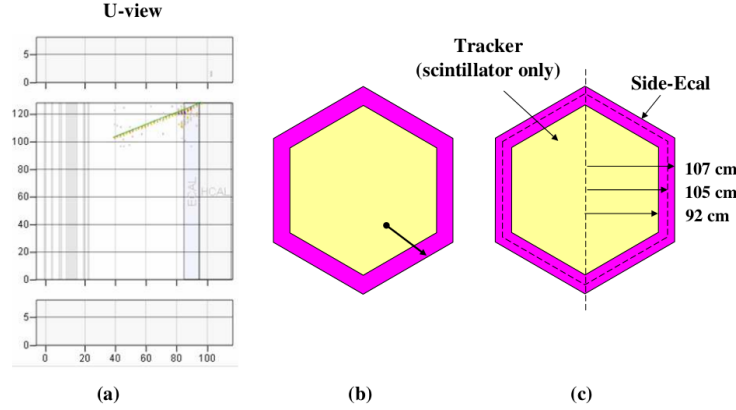 U-view
5
0
120
100
80
60
40
20
0
ECAL
HCAL
5
0
0 20 40 60 80 100
Tracker
(scintillator only)
Side-Ecal
107 cm
105 cm
92 cm
(a) (b) (c)